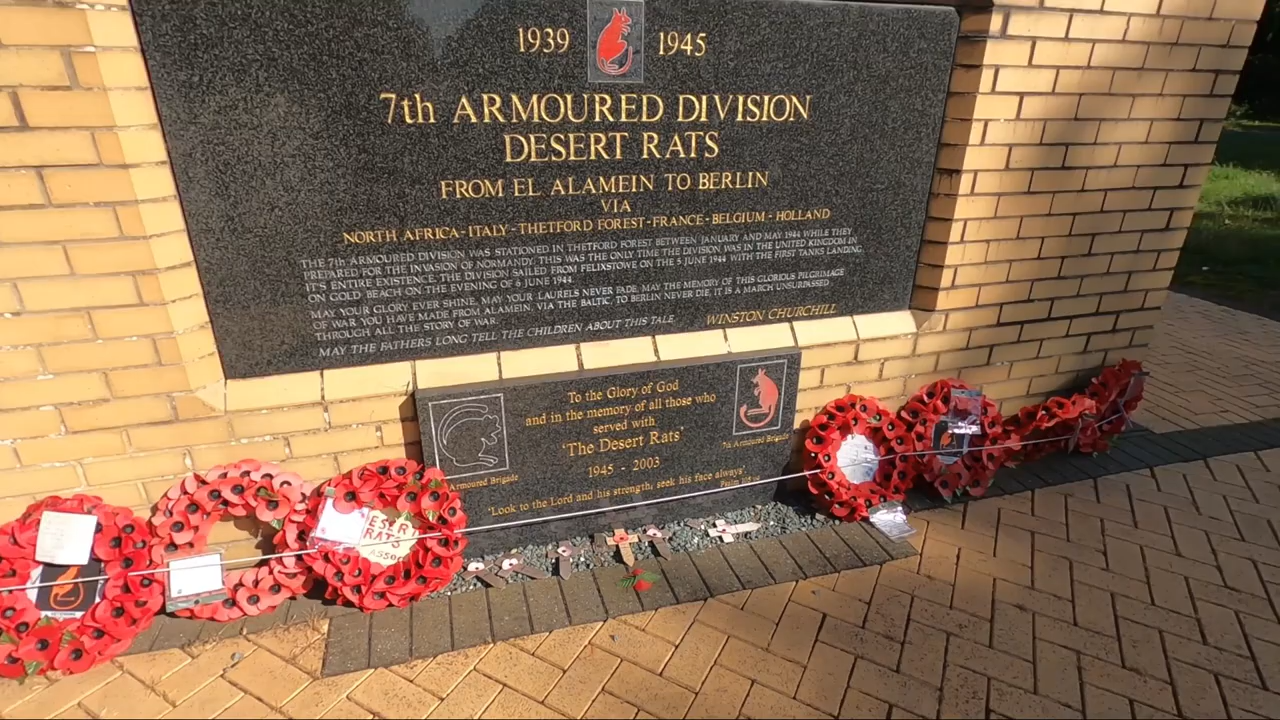 1939 1945
7th ARMOURED DIVISION
DESERT RATS
FROM EL ALAMEIN TO BERLIN
VIA
NORTH AFRICA - ITALY - THETFORD FOREST - FRANCE - BELGIUM - HOLLAND
THE 7th ARMOURED DIVISION WAS STATIONED IN THETFORD FOREST BETWEEN JANUARY AND MAY 1944 WHILE THEY
PREPARED FOR THE INVASION OF NORMANDY. THIS WAS THE ONLY TIME THE DIVISION WAS IN THE UNITED KINGDOM IN
IT'S ENTIRE EXISTENCE. THE DIVISION SAILED FROM FELIXSTOWE ON THE 5 JUNE 1944 WITH THE FIRST TANKS LANDING
ON GOLD BEACH ON THE EVENING OF 6 JUNE 1944
MAY YOUR GLORY EVER SHINE. MAY YOUR LAURELS NEVER FADE. MAY THE MEMORY OF THIS GLORIOUS PILGRIMAGE
OF WAR YOU HAVE MADE FROM ALAMEIN, VIA THE BALTIC, TO BERLIN NEVER DIE. IT IS A MARCH UNSURPASSED
THROUGH ALL THE STORY OF WAR.
MAY THE FATHERS LONG TELL THE CHILDREN ABOUT THIS TALE. WINSTON CHURCHILL
To the Glory of God
and in the memory of all those who
served with
'The Desert Rats'
1945 - 2003
Armoured Brigade
7th Armoured Brigade
'Look to the Lord and his strength, seek his face always'
Psalm
DESERT
RATS
ASSOC